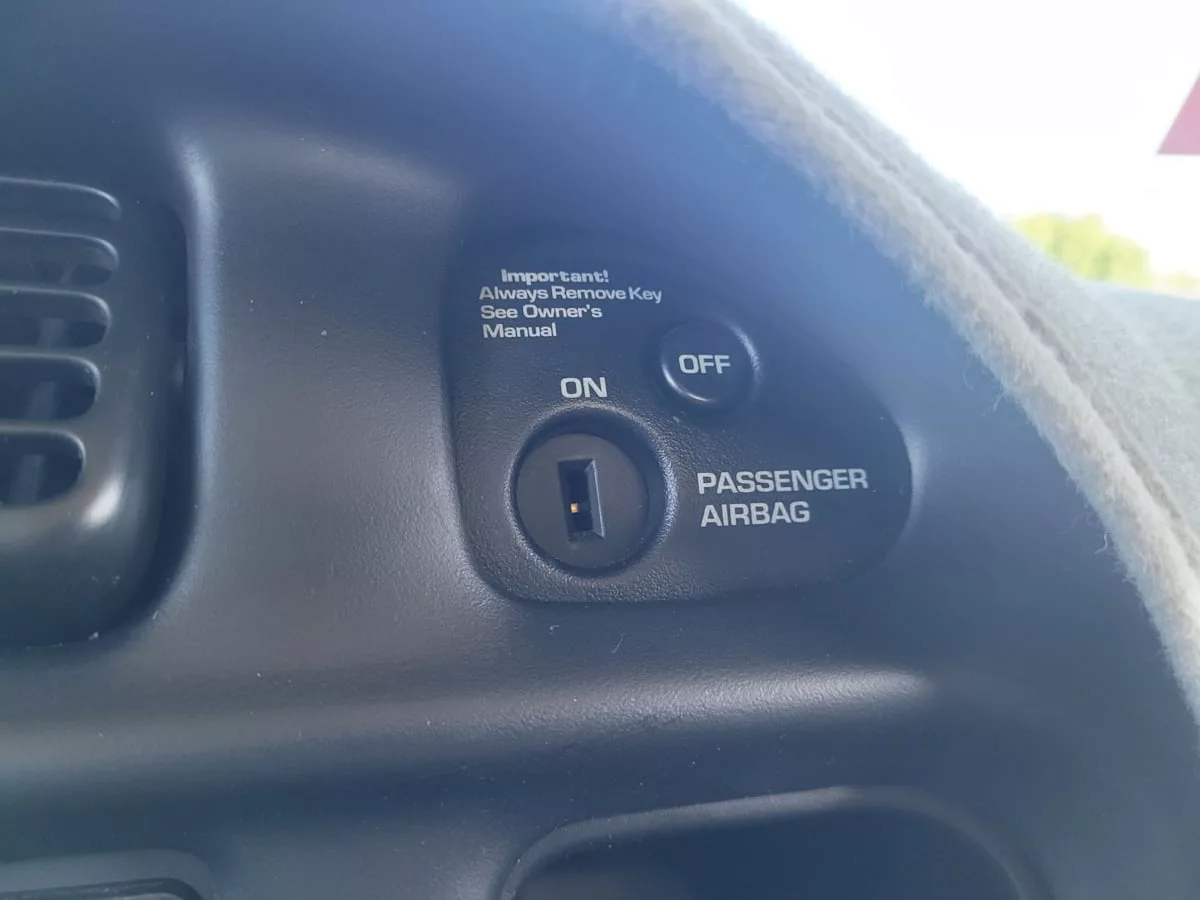 Important!
Always Remove Key
See Owner's
Manual
OFF
ON
PASSENGER
AIRBAG